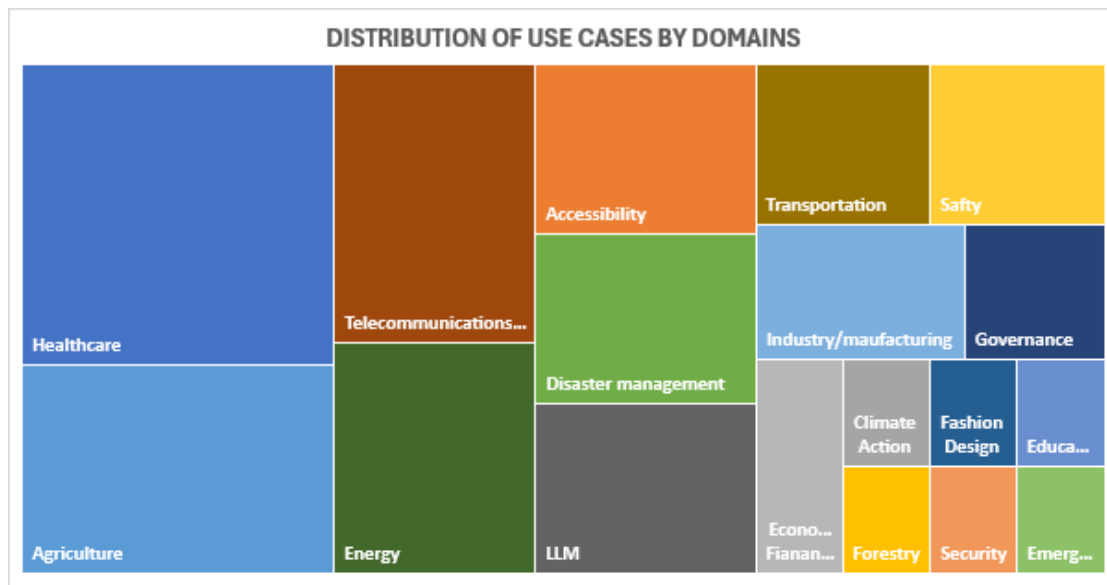 DISTRIBUTION OF USE CASES BY DOMAINS
Healthcare
Agriculture
Telecommunications...
Energy
Accessibility
Disaster management
LLM
Transportation
Safty
Industry/maufacturing
Governance
Econo...
Fianan...
Climate
Action
Fashion
Design
Educa...
Forestry
Security
Emerg...